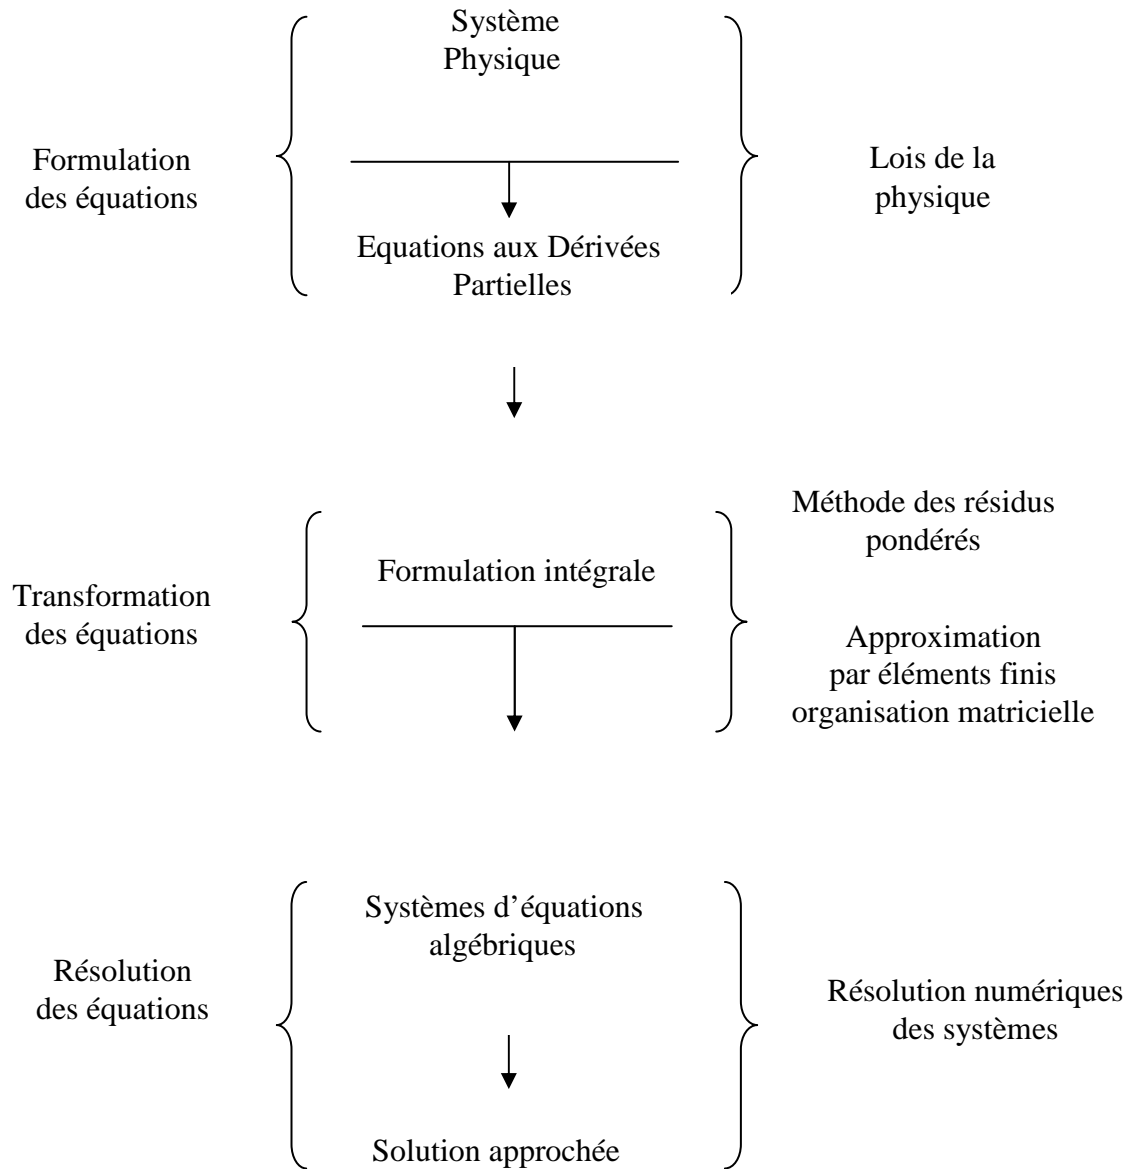 Système
Physique
Formulation
des équations
Lois de la
physique
Equations aux Dérivées
Partielles
Méthode des résidus
pondérés
Formulation intégrale
Transformation
des équations
Approximation
par éléments finis
organisation matricielle
Systèmes d’équations
algébriques
Résolution
des équations
Résolution numériques
des systèmes
Solution approchée